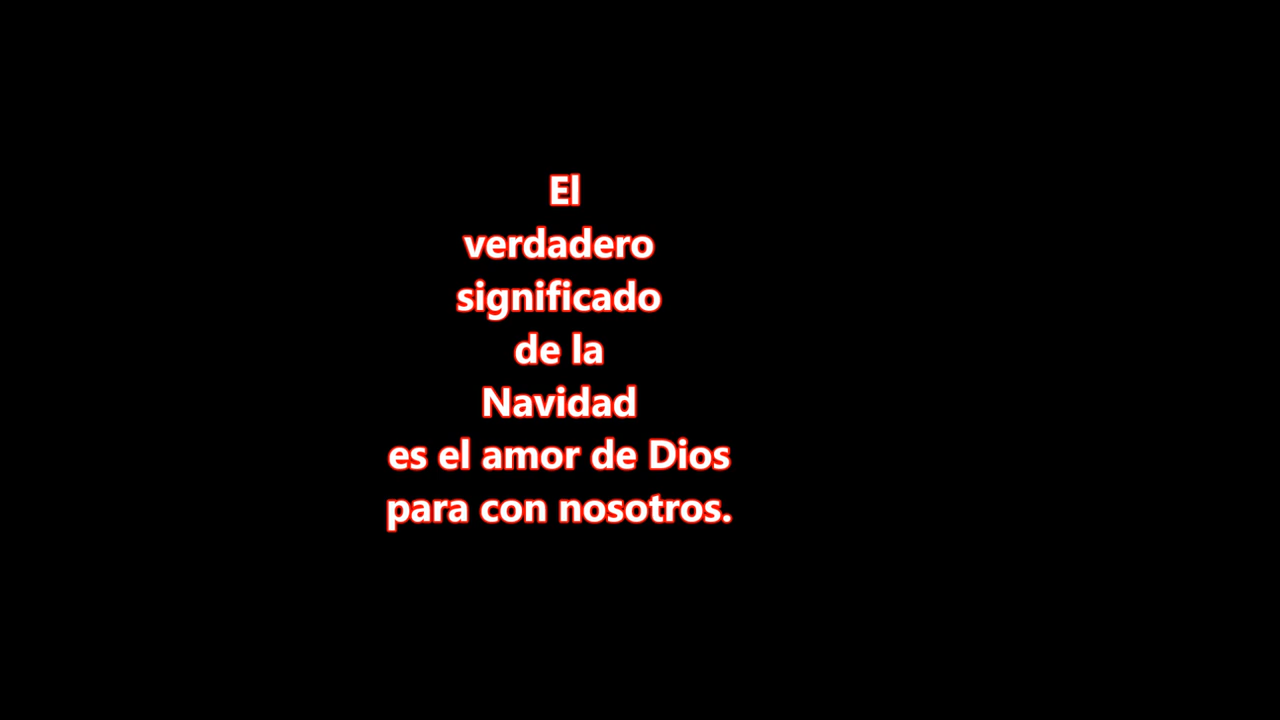 El
verdadero
significado
de la
Navidad
es el amor de Dios
para con nosotros.